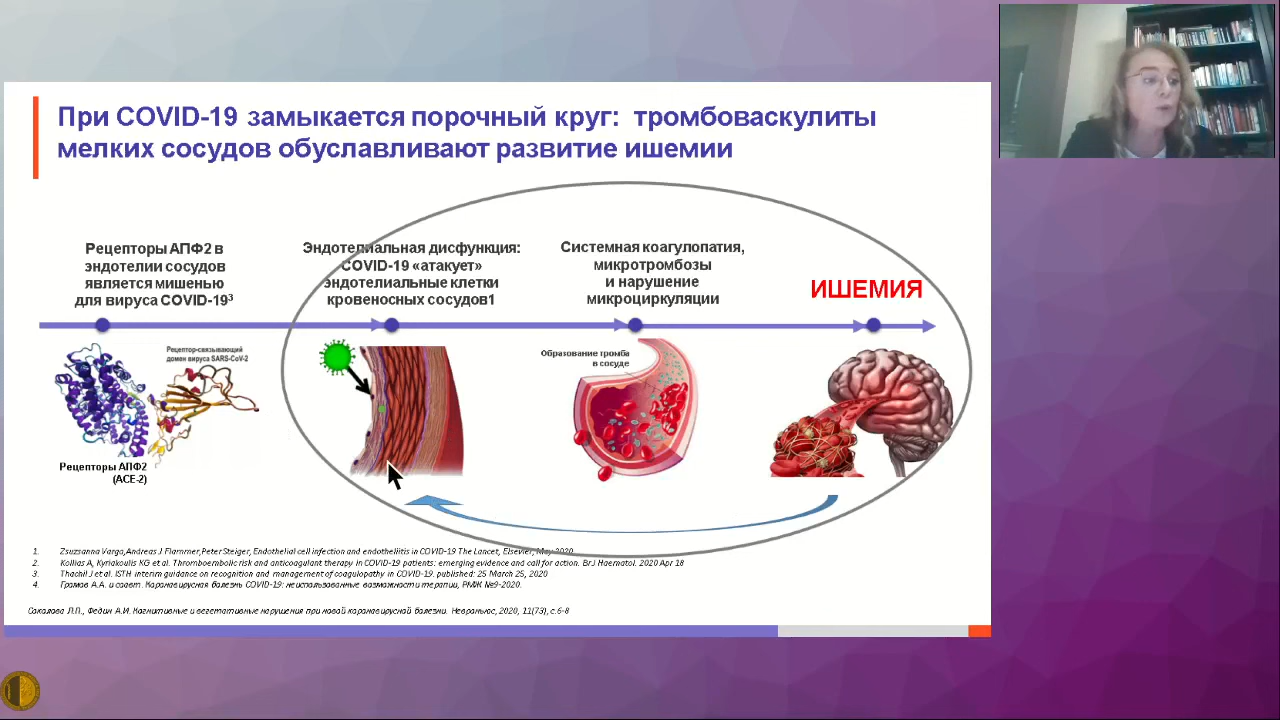 При COVID-19 замыкается порочный круг: тромбоваскулиты
мелких сосудов обуславливают развитие ишемии
Рецепторы АПФ2 в
эндотелии сосудов
является мишенью
для вируса COVID-19³
Эндотелиальная дисфункция:
COVID-19 «атакует»
эндотелиальные клетки
кровеносных сосудов1
Системная коагулопатия,
микротромбозы
и нарушение
микроциркуляции
ИШЕМИЯ
Рецептор-связывающий
домен вируса SARS-CoV-2
Рецепторы АПФ2
(ACE-2)
Образование тромба
в сосуде
1. Zsuzsanna Varga,Andreas J Flammer,Peter Steiger, Endothelial cell infection and endotheliitis in COVID-19 The Lancet, Elsevier, May 2020
2. Kollias A, Kyriakoulis KG et al. Thromboembolic risk and anticoagulant therapy in COVID-19 patients: emerging evidence and call for action. Br J Haematol. 2020 Apr 18
3. Thachil J et al. ISTH interim guidance on recognition and management of coagulopathy in COVID-19. published: 25 March 25, 2020
4. Громов А.А. и соавт. Коронавирусная болезнь COVID-19: неиспользованные возможности терапии, РМЖ №9-2020.
Соколова Л.П., Федин А.И. Когнитивные и вегетативные нарушения при новой коронавирусной болезни. Невроньюс, 2020, 11(73), с.6-8